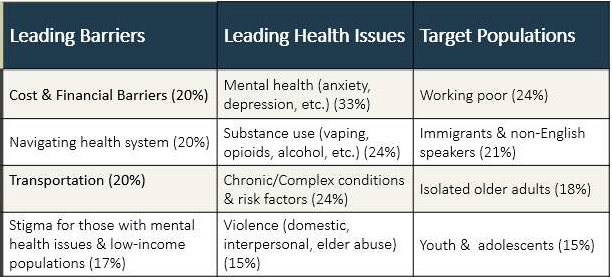 Leading Barriers
Leading Health Issues
Target Populations
Cost & Financial Barriers (20%)
Mental health (anxiety,
depression, etc.) (33%)
Working poor (24%)
Navigating health system (20%)
Substance use (vaping,
opioids, alcohol, etc.) (24%)
Immigrants & non-English
speakers (21%)
Transportation (20%)
Chronic/Complex conditions
& risk factors (24%)
Isolated older adults (18%)
Stigma for those with mental
health issues & low-income
populations (17%)
Violence (domestic,
interpersonal, elder abuse)
(15%)
Youth & adolescents (15%)